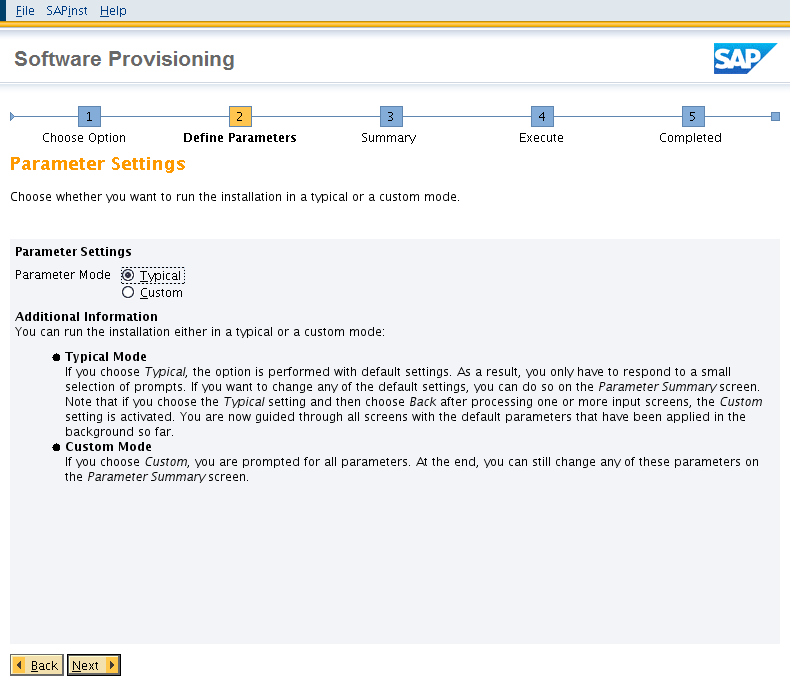 File SAPinst Help
Software Provisioning
SAP
1 2 3 4 5
Choose Option Define Parameters Summary Execute Completed
Parameter Settings
Choose whether you want to run the installation in a typical or a custom mode.
Parameter Settings
Parameter Mode Typical
Custom
Additional Information
You can run the installation either in a typical or a custom mode:
Typical Mode
If you choose Typical, the option is performed with default settings. As a result, you only have to respond to a small
selection of prompts. If you want to change any of the default settings, you can do so on the Parameter Summary screen.
Note that if you choose the Typical setting and then choose Back after processing one or more input screens, the Custom
setting is activated. You are now guided through all screens with the default parameters that have been applied in the
background so far.
Custom Mode
If you choose Custom, you are prompted for all parameters. At the end, you can still change any of these parameters on
the Parameter Summary screen.
Back Next